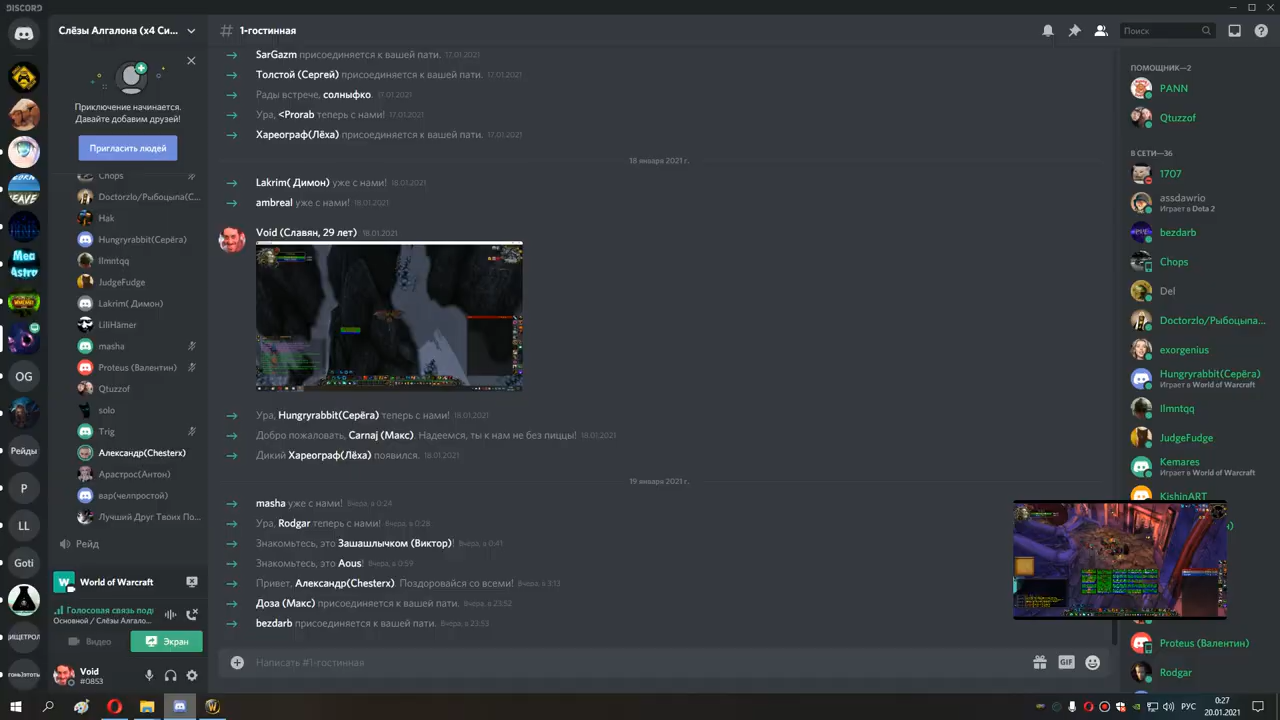 DISCORD
Слёзы Алгалона (x4 Си...
Приключение начинается.
Давайте добавим друзей!
Пригласить людей
Chops
Doctorzlo/Рыбоцыпа(С...
Hak
Hungryrabbit(Серёга)
Ilmntqq
JudgeFudge
Lakrim( Димон)
LiliHämer
masha
Proteus (Валентин)
Qtuzzof
solo
Trig
Александр(Chesterx)
Арастрос(Антон)
вар(челпростой)
Лучший Друг Твоих По...
Рейд
World of Warcraft
Голосовая связь подк
Основной / Слёзы Алгало...
Видео
Экран
Void
#0853
OG
Рейды
P
LL
Goti
1-гостинная
Поиск
SarGazm присоединяется к вашей пати. 17.01.2021
Толстой (Сергей) присоединяется к вашей пати. 17.01.2021
Рады встрече, солныфко. 17.01.2021
Ура, <Prorab теперь с нами! 17.01.2021
Хареограф(Лёха) присоединяется к вашей пати. 17.01.2021
18 января 2021 г.
Lakrim( Димон) уже с нами! 18.01.2021
ambreal уже с нами! 18.01.2021
Void (Славян, 29 лет) 18.01.2021
Ура, Hungryrabbit(Серёга) теперь с нами! 18.01.2021
Добро пожаловать, Carnaj (Макс). Надеемся, ты к нам не без пиццы! 18.01.2021
Дикий Хареограф(Лёха) появился. 18.01.2021
19 января 2021 г.
masha уже с нами! Вчера, в 0:24
Ура, Rodgar теперь с нами! Вчера, в 0:28
Знакомьтесь, это Зашашлычком (Виктор)! Вчера, в 0:41
Знакомьтесь, это Aous! Вчера, в 0:59
Привет, Александр(Chesterx). Поздоровайся со всеми! Вчера, в 3:13
Доза (Макс) присоединяется к вашей пати. Вчера, в 23:52
bezdarb присоединяется к вашей пати. Вчера, в 23:53
Написать #1-гостинная
GIF
ПОМОЩНИК—2
PANN
Qtuzzof
В СЕТИ—36
1707
assdawrio
Играет в Dota 2
bezdarb
Chops
Del
Doctorzlo/Рыбоцыпа...
exorgenius
Hungryrabbit(Серёга)
Играет в World of Warcraft
Ilmntqq
JudgeFudge
Kemares
Играет в World of Warcraft
KishinART
Proteus (Валентин)
Rodgar
РУС
0:27
20.01.2021